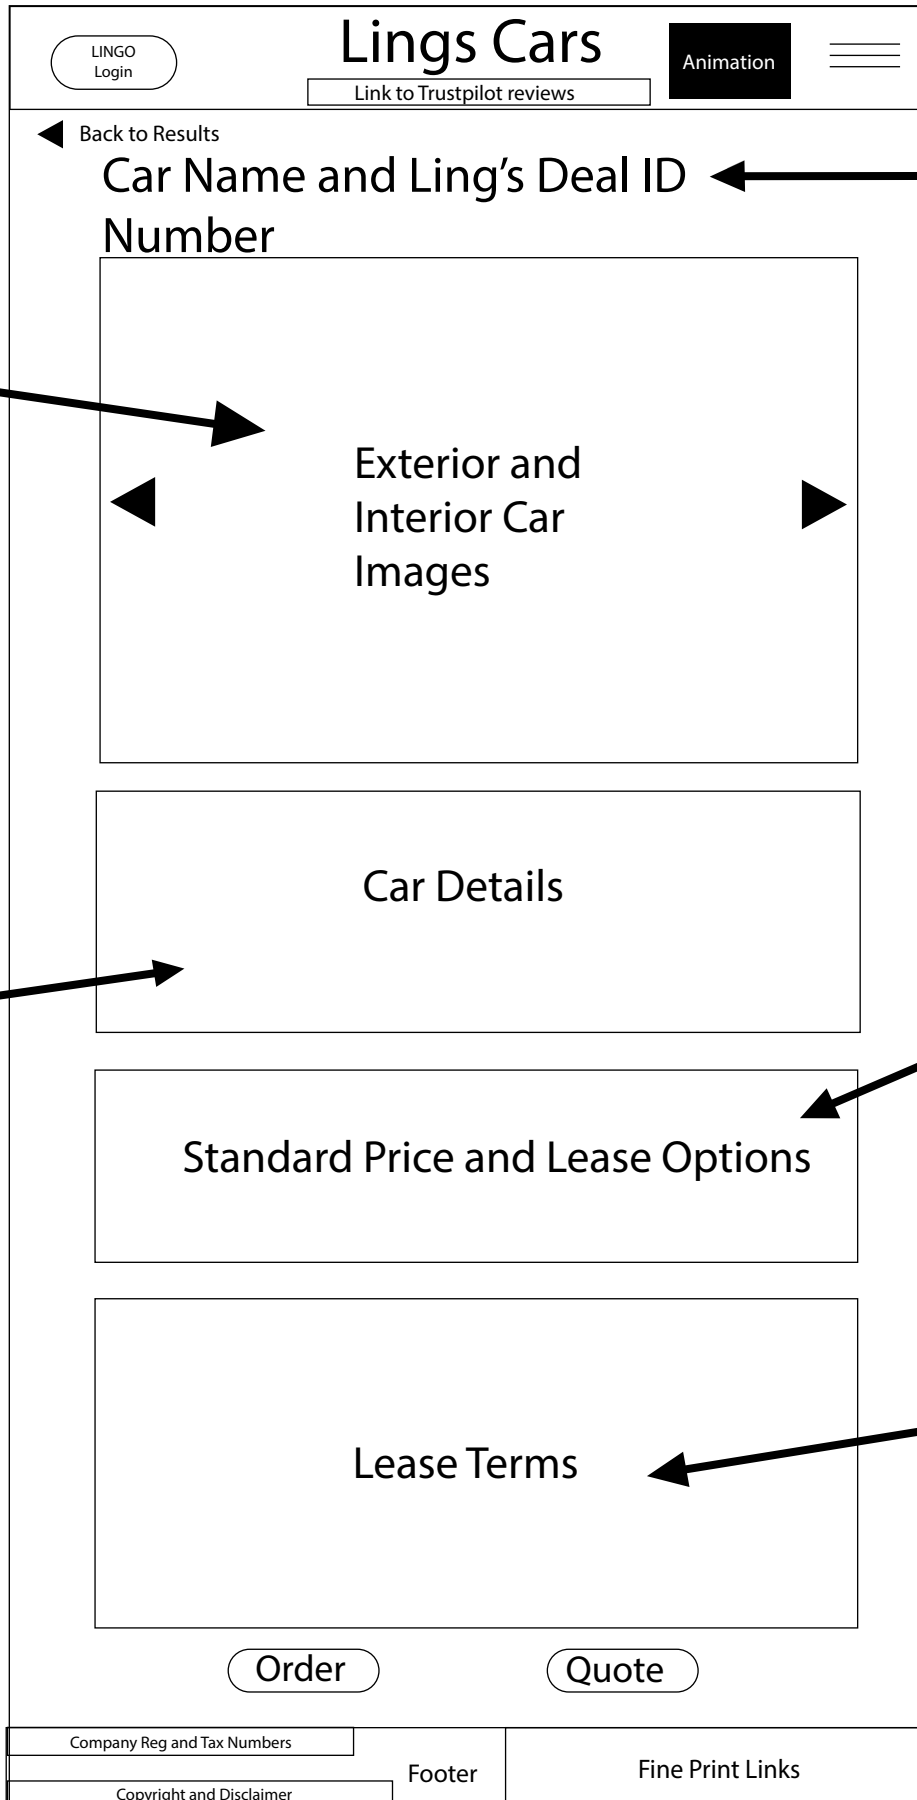 LINGO
Login
Lings Cars
Link to Trustpilot reviews
Animation
Back to Results
Car Name and Ling's Deal ID
Number
Exterior and
Interior Car
Images
Car Details
Standard Price and Lease Options
Lease Terms
Order
Quote
Company Reg and Tax Numbers
Footer
Fine Print Links
Copyright and Disclaimer